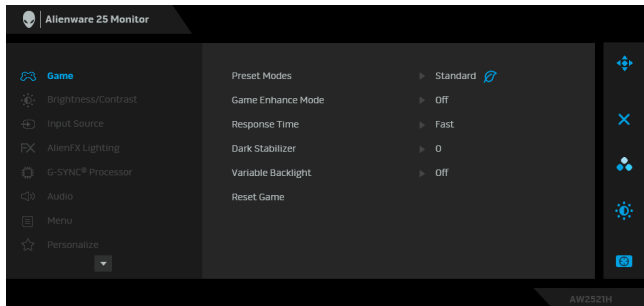 Alienware 25 Monitor
Game
Preset Modes
Standard
Brightness/Contrast
Game Enhance Mode
Off
Input Source
Response Time
Fast
AlienFX Lighting
Dark Stabilizer
0
G-SYNC® Processor
Variable Backlight
Off
Audio
Reset Game
Menu
Personalize
AW2521H